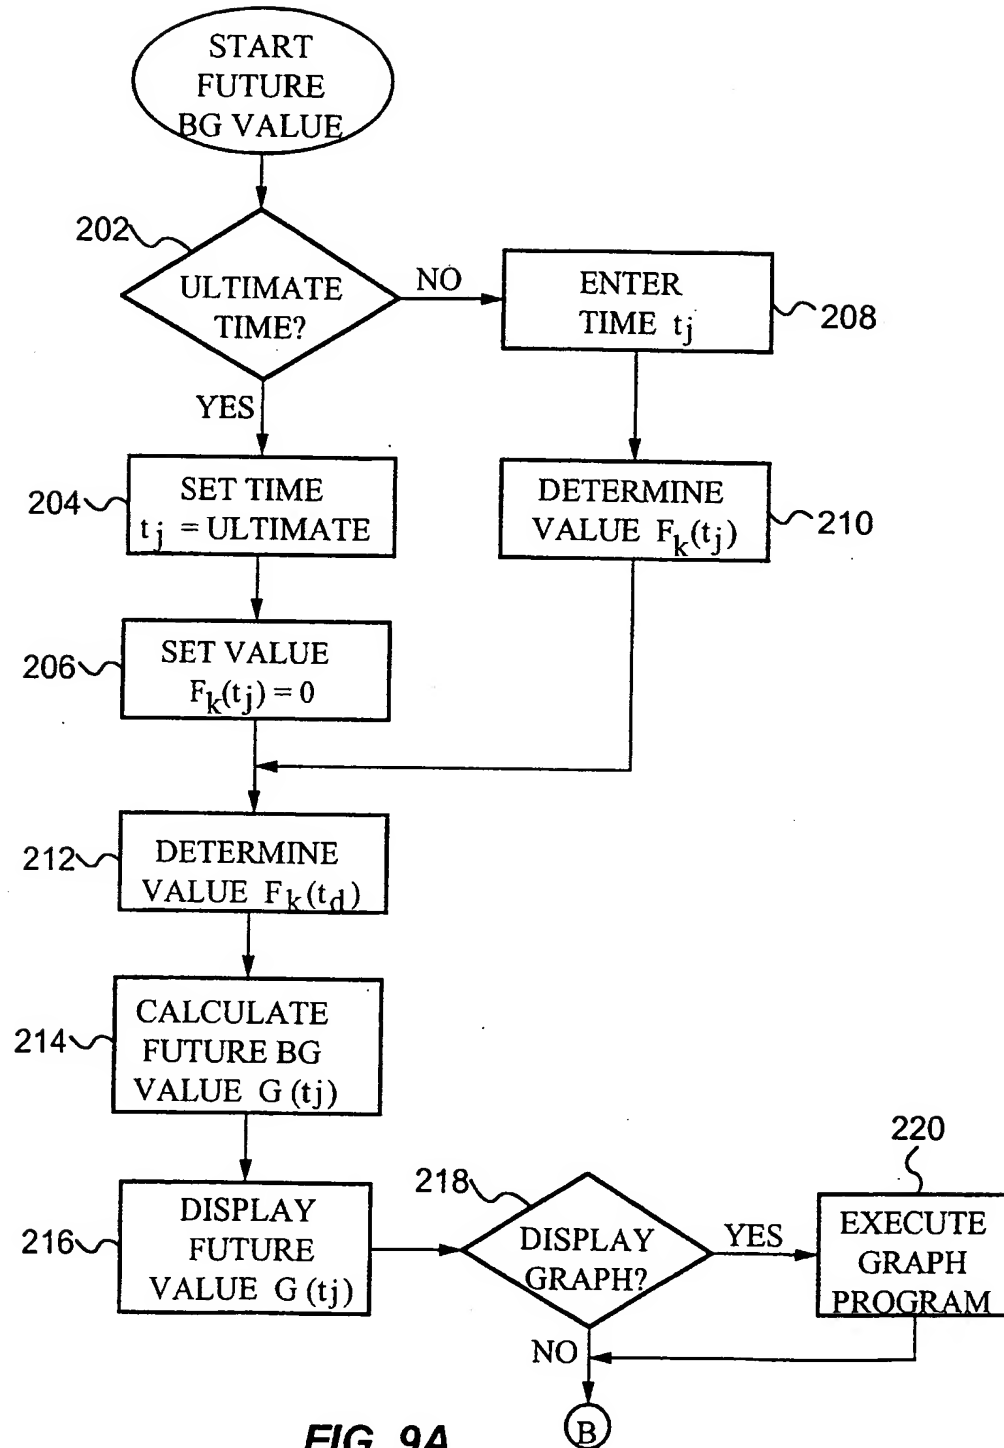 START
FUTURE
BG VALUE
202
ULTIMATE
TIME?
NO
ENTER
TIME tj
208
YES
204
SET TIME
tj = ULTIMATE
DETERMINE
VALUE Fk(tj)
210
206
SET VALUE
Fk(tj) = 0
212
DETERMINE
VALUE Fk(td)
214
CALCULATE
FUTURE BG
VALUE G (tj)
216
DISPLAY
FUTURE
VALUE G (tj)
218
DISPLAY
GRAPH?
YES
220
EXECUTE
GRAPH
PROGRAM
NO
B
FIG. 9A